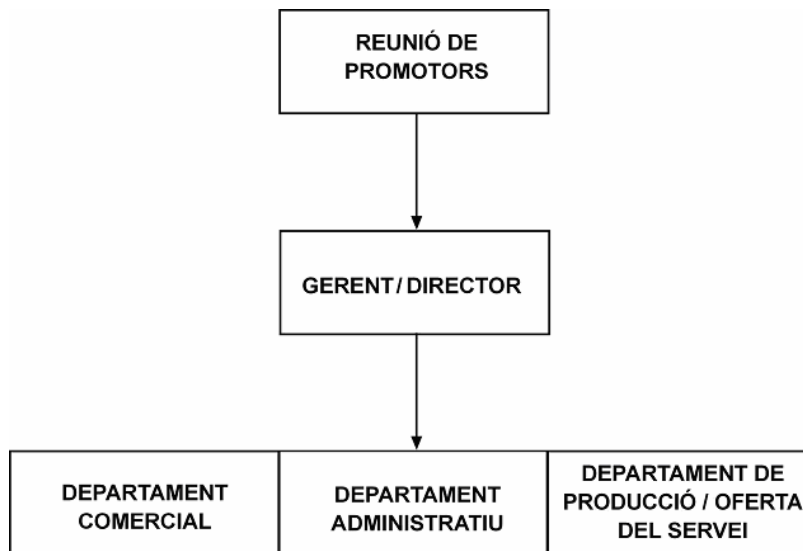 REUNIÓ DE
PROMOTORS
GERENT / DIRECTOR
DEPARTAMENT
COMERCIAL
DEPARTAMENT
ADMINISTRATIU
DEPARTAMENT DE
PRODUCCIÓ / OFERTA
DEL SERVEI